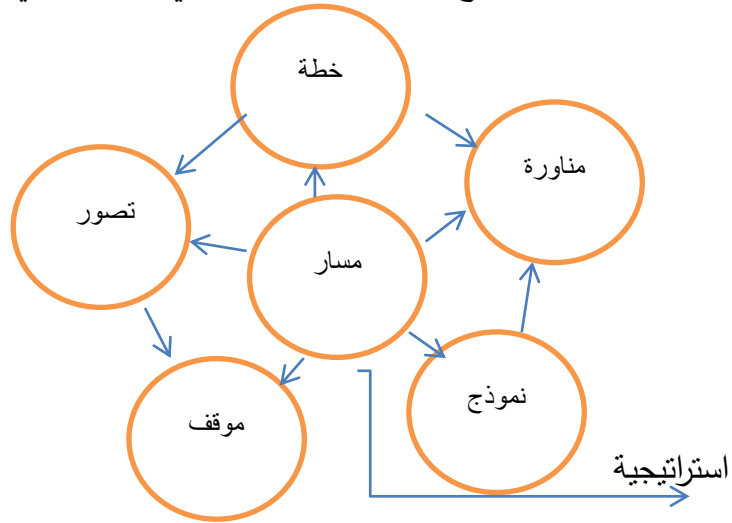 خطة
مناورة
تصور
مسار
نموذج
موقف
استراتيجية